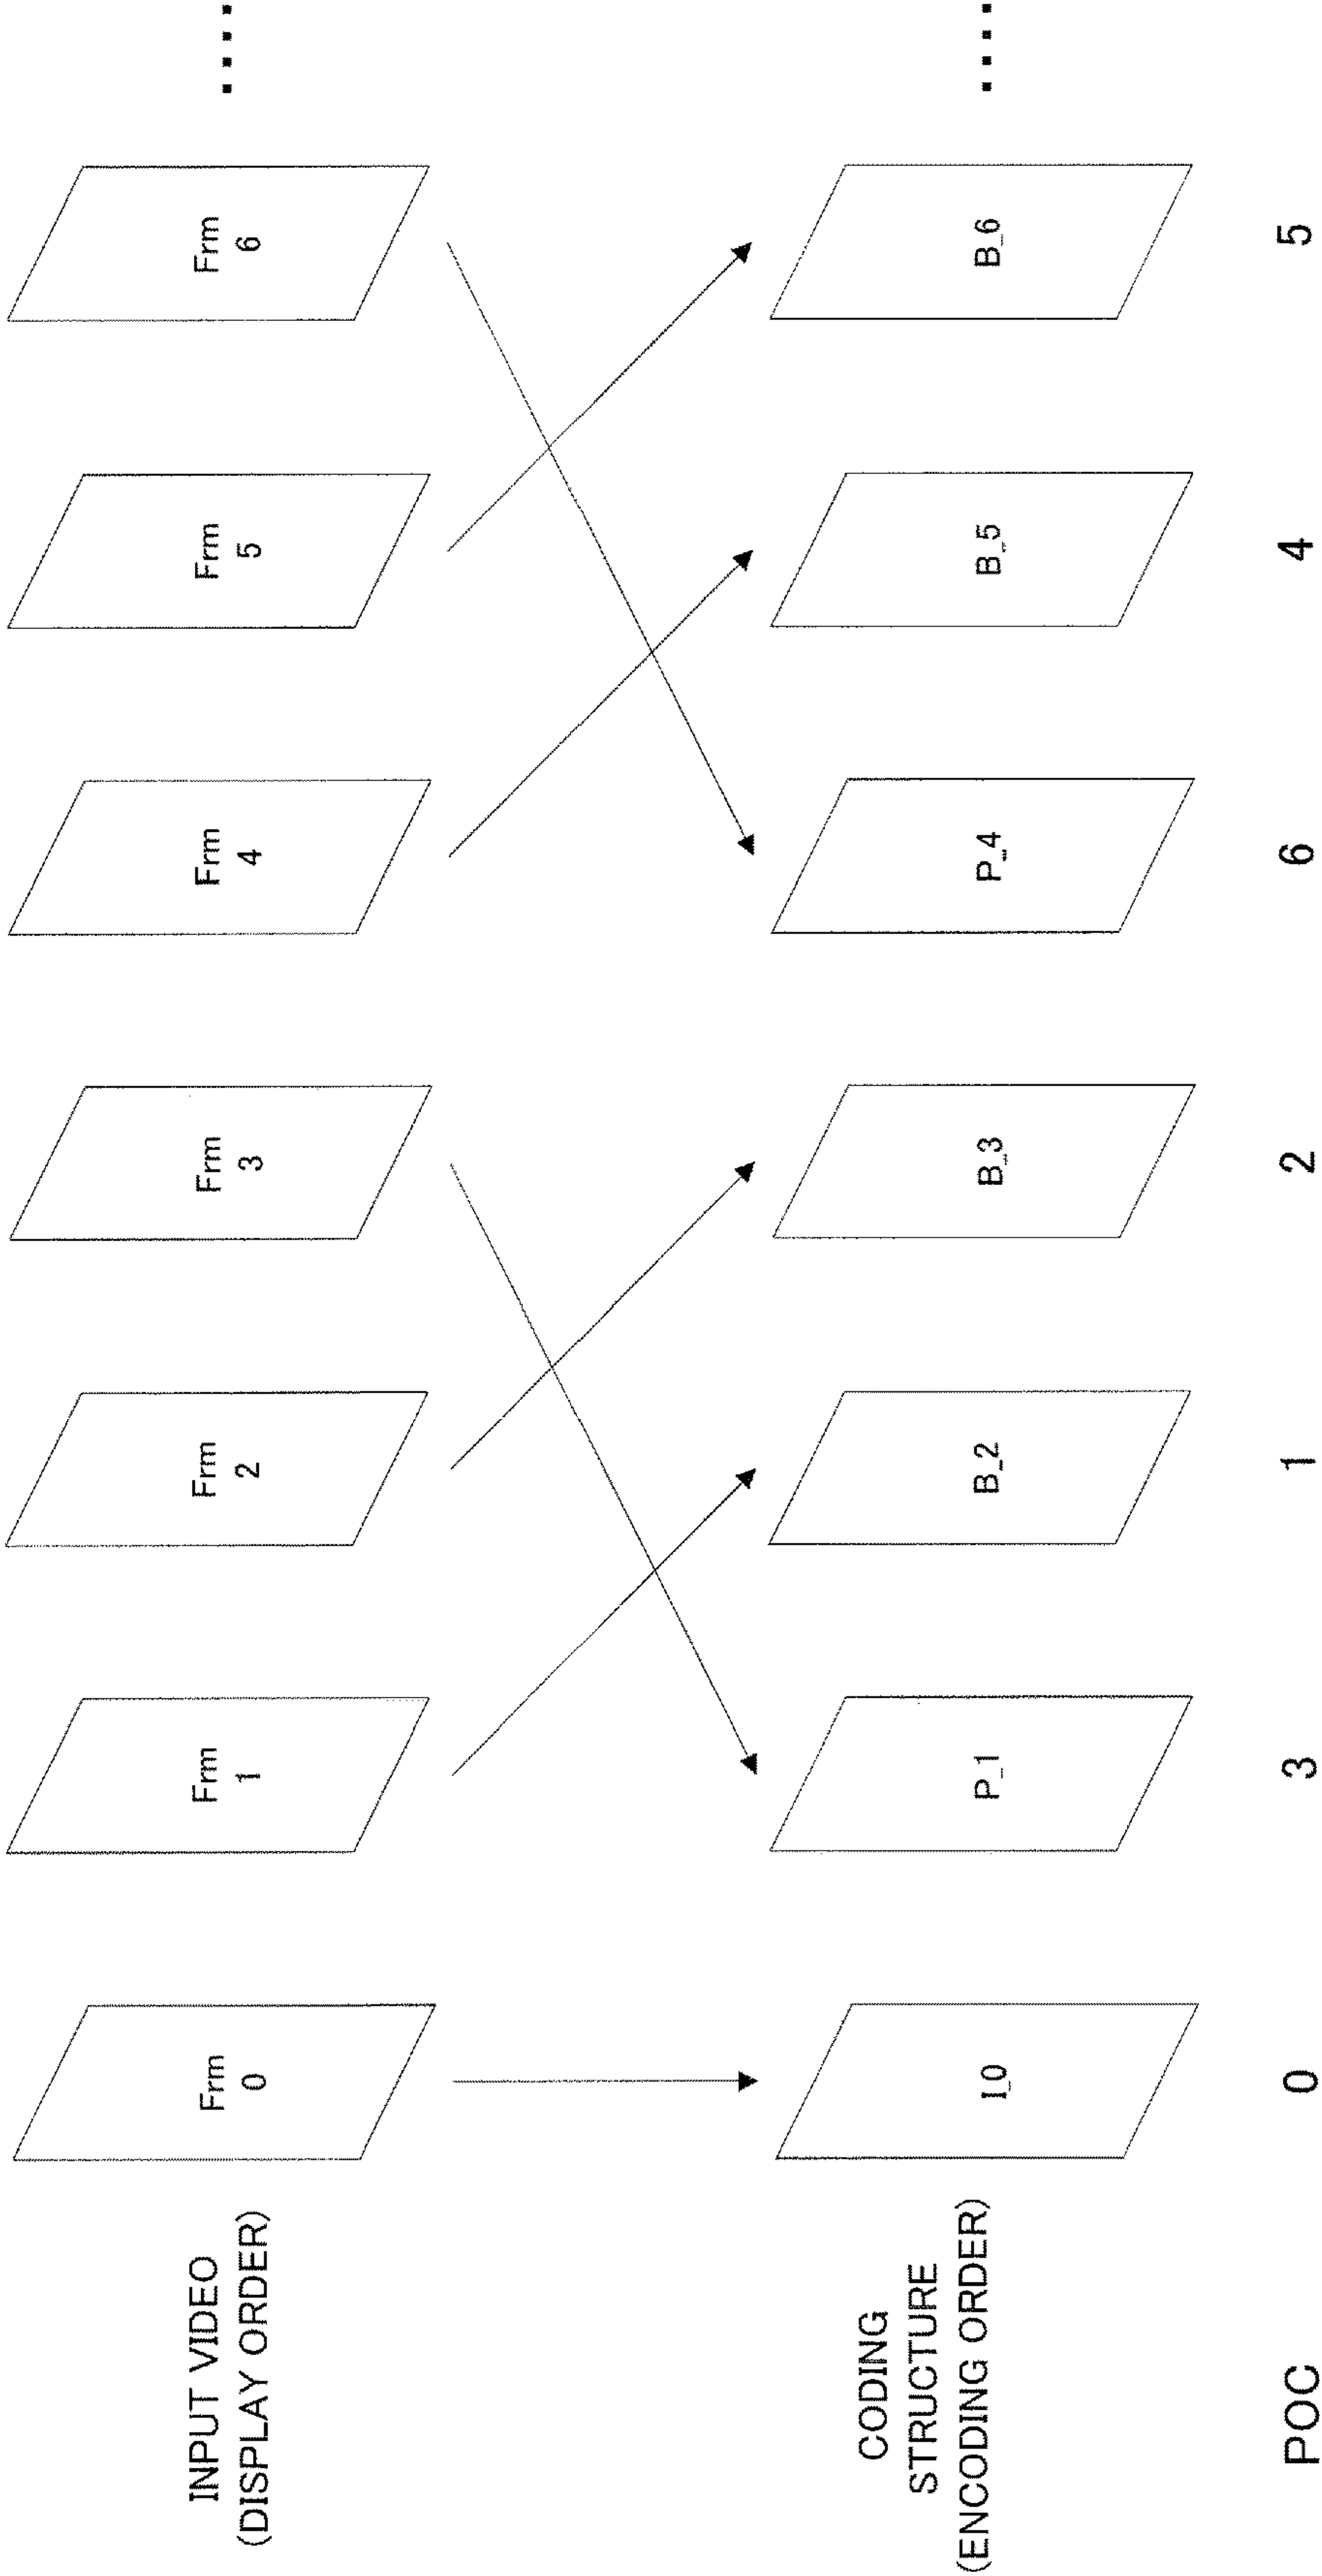 INPUT VIDEO
(DISPLAY ORDER)
Frm
0
Frm
1
Frm
2
Frm
3
Frm
4
Frm
5
Frm
6
....
CODING
STRUCTURE
(ENCODING ORDER)
I_0
P_1
B_2
B_3
P_4
B_5
B_6
....
POC
0
3
1
2
6
4
5